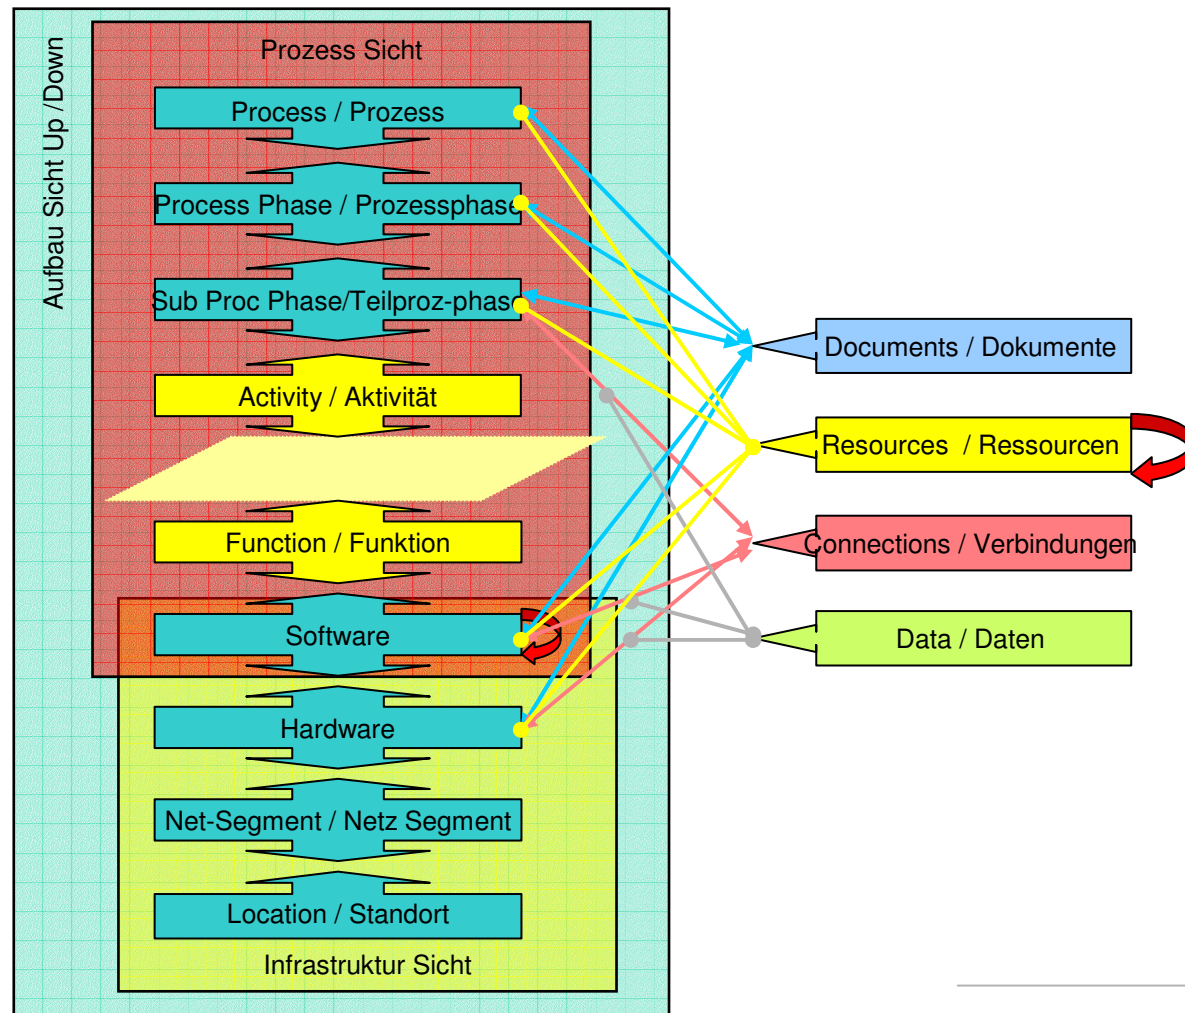 Aufbau Sicht Up /Down
Prozess Sicht
Process / Prozess
Process Phase / Prozessphase
Sub Proc Phase/Teilproz-phase
Activity / Aktivität
Function / Funktion
Software
Hardware
Net-Segment / Netz Segment
Location / Standort
Infrastruktur Sicht
Documents / Dokumente
Resources / Ressourcen
Connections / Verbindungen
Data / Daten